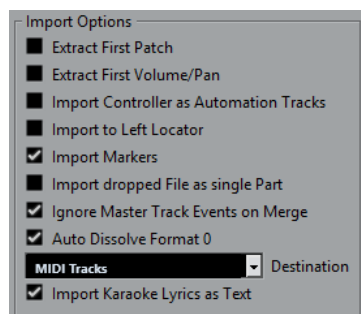 Import Options
Extract First Patch
Extract First Volume/Pan
Import Controller as Automation Tracks
Import to Left Locator
Import Markers
Import dropped File as single Part
Ignore Master Track Events on Merge
Auto Dissolve Format 0
MIDI Tracks Destination
Import Karaoke Lyrics as Text